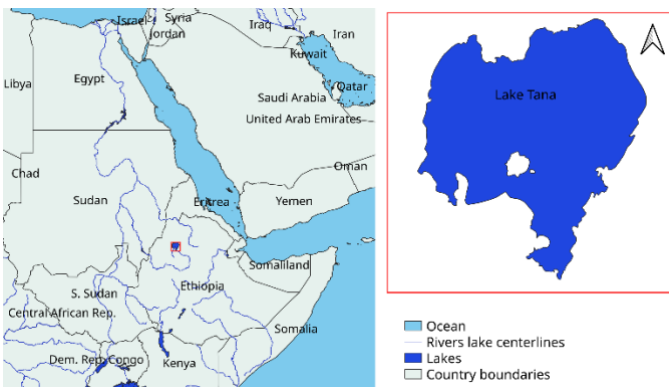 Israel
Syria
Jordan
Iraq
Iran
Kuwait
Libya
Egypt
Qatar
Saudi Arabia
United Arab Emirates
Oman
Chad
Sudan
Eritrea
Yemen
Somaliland
S. Sudan
Ethiopia
Central African Rep.
Somalia
Dem. Rep. Congo
Kenya
Lake Tana
Ocean
Rivers lake centerlines
Lakes
Country boundaries